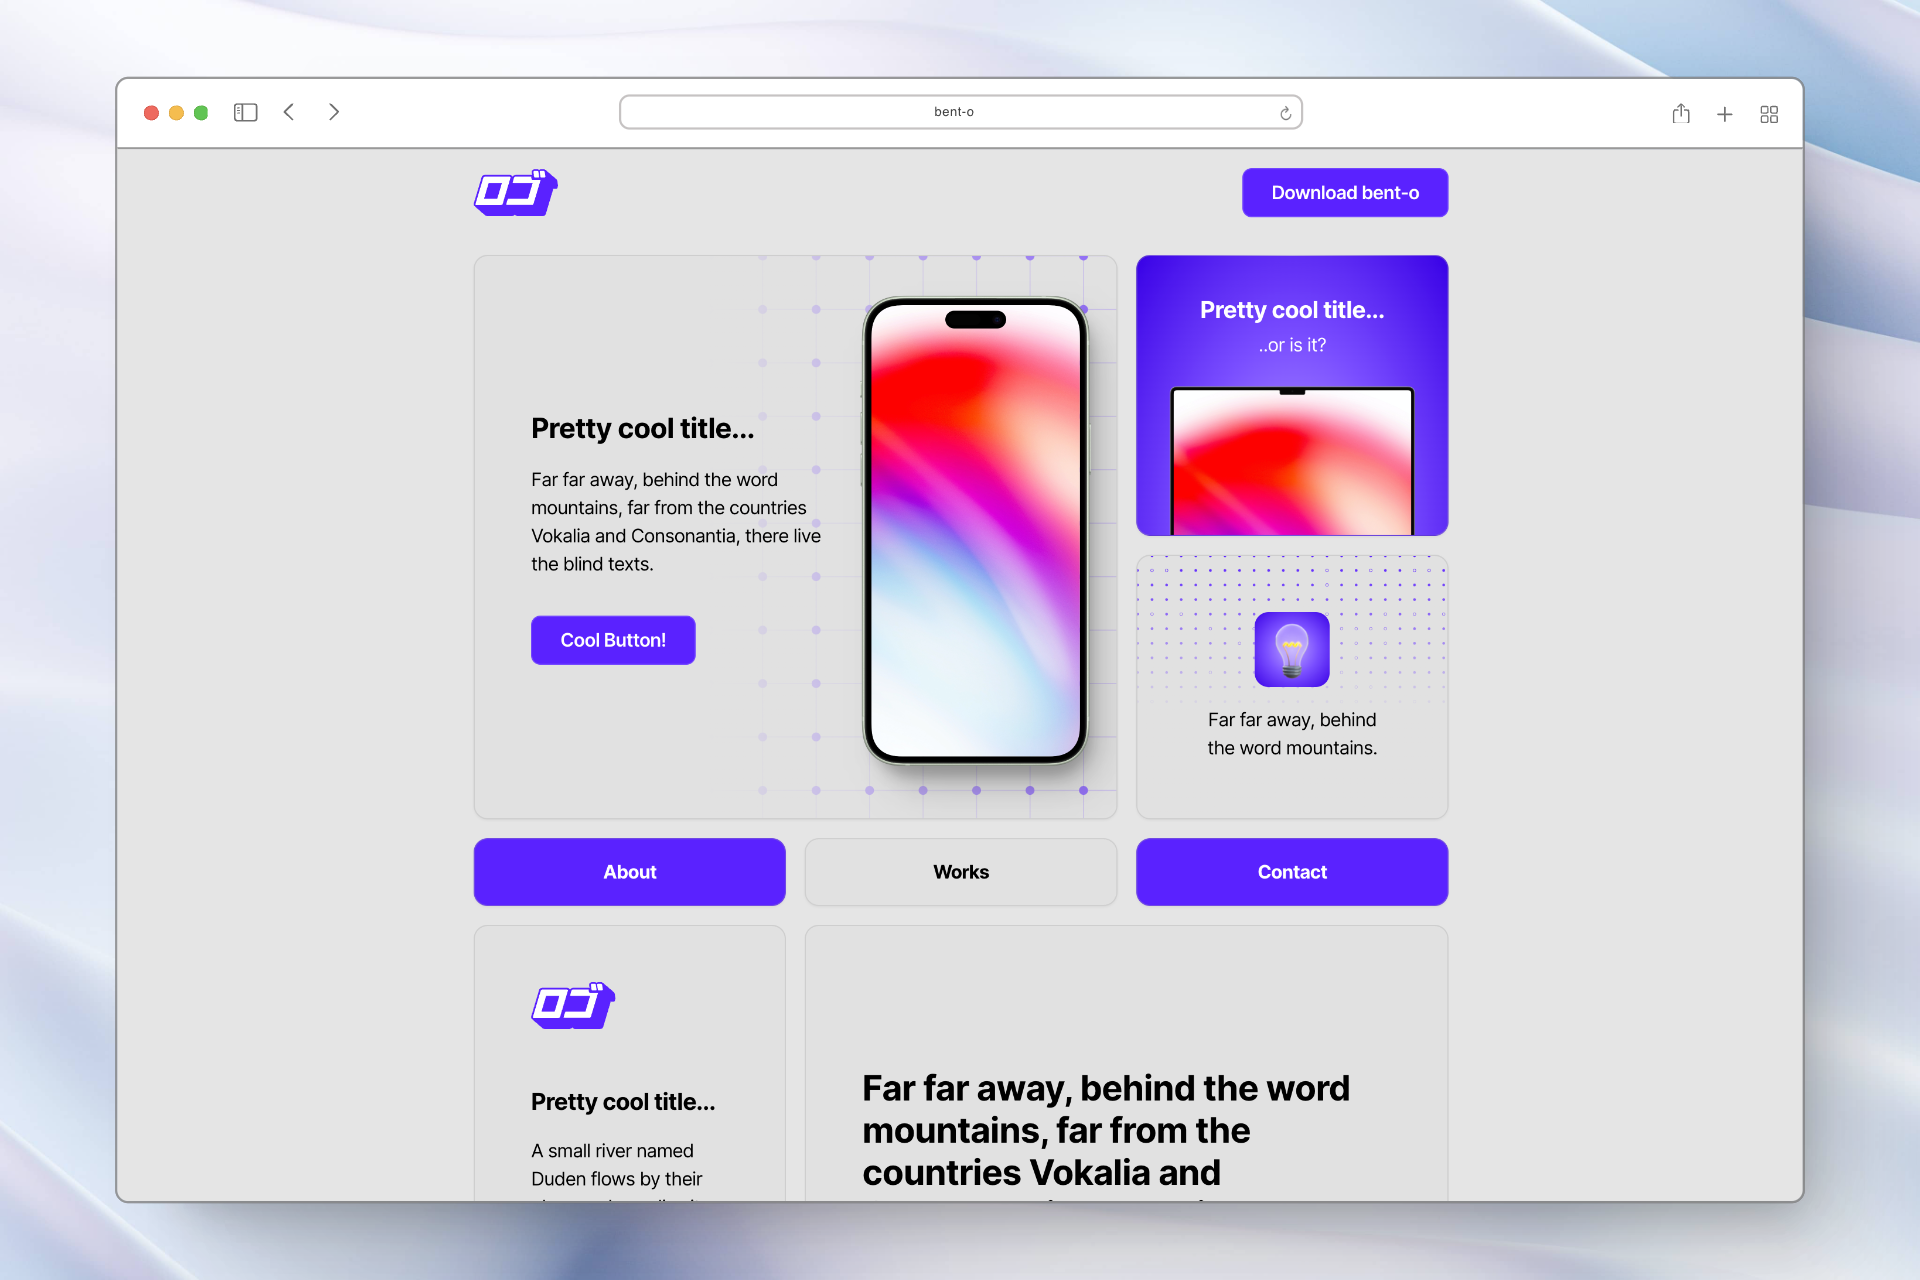 bent-o
Download bent-o
Pretty cool title...
Far far away, behind the word
mountains, far from the countries
Vokalia and Consonantia, there live
the blind texts.
Cool Button!
Pretty cool title...
..or is it?
Far far away, behind
the word mountains.
About
Works
Contact
Pretty cool title...
A small river named
Duden flows by their
Far far away, behind the word
mountains, far from the
countries Vokalia and